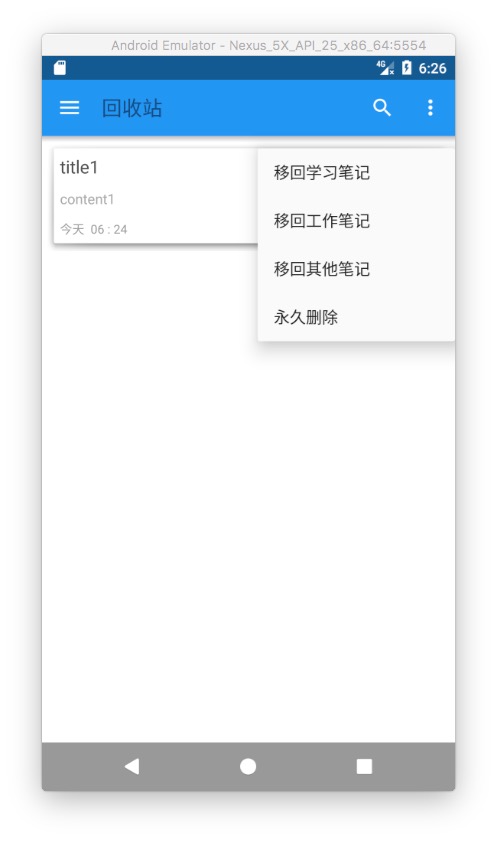 Android Emulator - Nexus_5X_API_25_x86_64:5554
4G 6:26
回收站
title1
content1
今天 06 : 24
移回学习笔记
移回工作笔记
移回其他笔记
永久删除